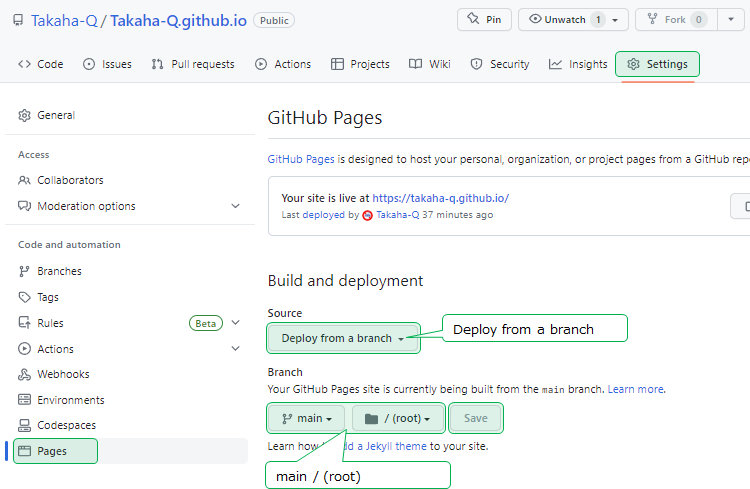 Takaha-Q / Takaha-Q.github.io Public
Pin
Unwatch 1
Fork 0
Code
Issues
Pull requests
Actions
Projects
Wiki
Security
Insights
Settings
General
Access
Collaborators
Moderation options
Code and automation
Branches
Tags
Rules Beta
Actions
Webhooks
Environments
Codespaces
Pages
GitHub Pages
GitHub Pages is designed to host your personal, organization, or project pages from a GitHub
Your site is live at https://takaha-q.github.io/
Last deployed by Takaha-Q 37 minutes ago
Build and deployment
Source
Deploy from a branch
Deploy from a branch
Branch
Your GitHub Pages site is currently being built from the main branch. Learn more.
main
/ (root)
Save
Learn how a Jekyll theme to your site.
main / (root)